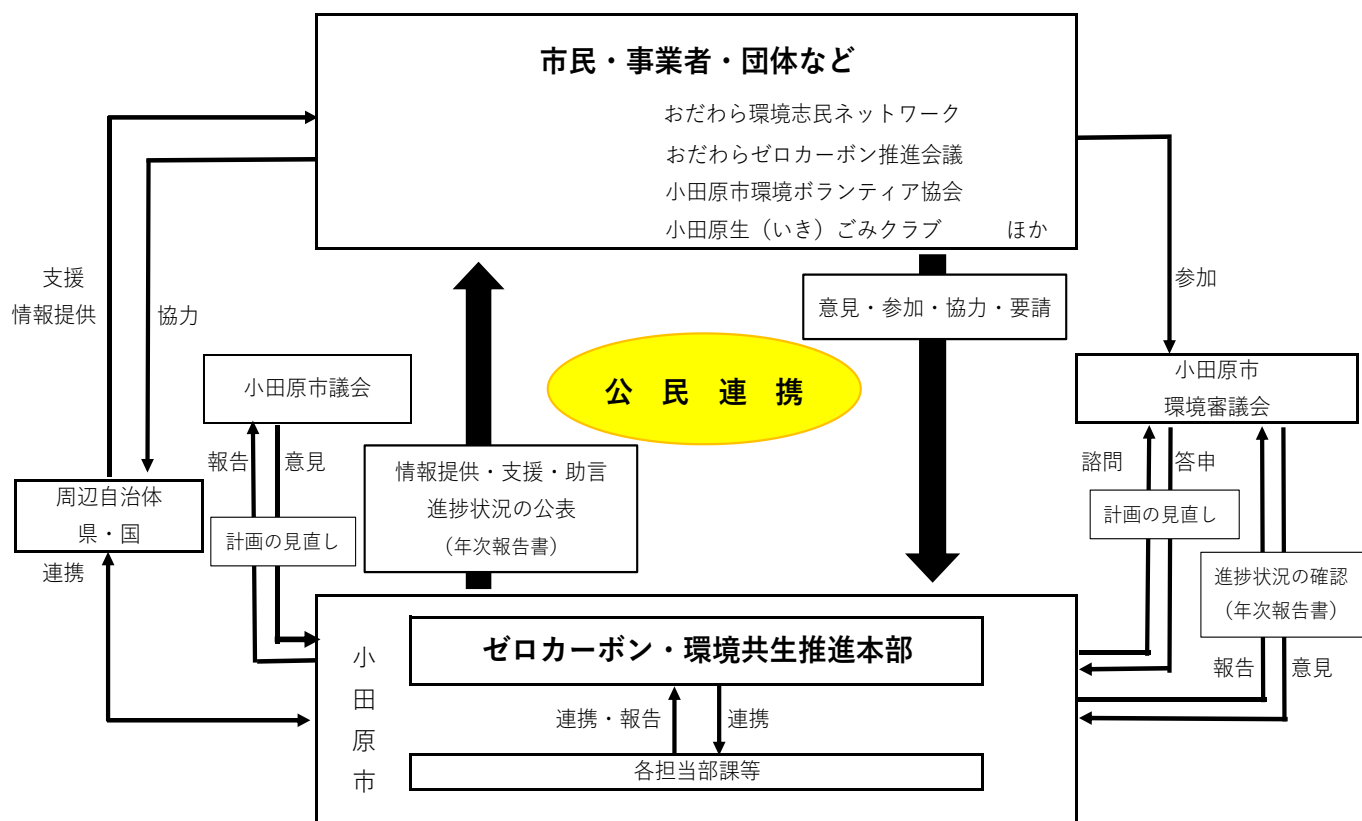 市民・事業者・団体など
おだわら環境志民ネットワーク
おだわらゼロカーボン推進会議
小田原市環境ボランティア協会
小田原生（いき）ごみクラブ　　　ほか
支援
情報提供
協力
意見・参加・協力・要請
参加
公　民　連　携
小田原市議会
小田原市
環境審議会
報告
意見
情報提供・支援・助言
進捗状況の公表
（年次報告書）
諮問
答申
周辺自治体
県・国
計画の見直し
計画の見直し
連携
進捗状況の確認
（年次報告書）
報告
意見
小田原市
ゼロカーボン・環境共生推進本部
連携・報告
連携
各担当部課等